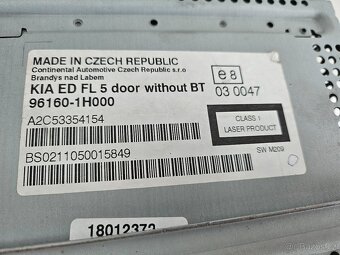 MADE IN CZECH REPUBLIC
Continental Automotive Czech Republic s.r.o
Brandys nad Labem
KIA ED FL 5 door without BT
96160-1H000
e8
03 0047
A2C53354154
CLASS 1
LASER PRODUCT
BS0211050015849
SW M209
18012373